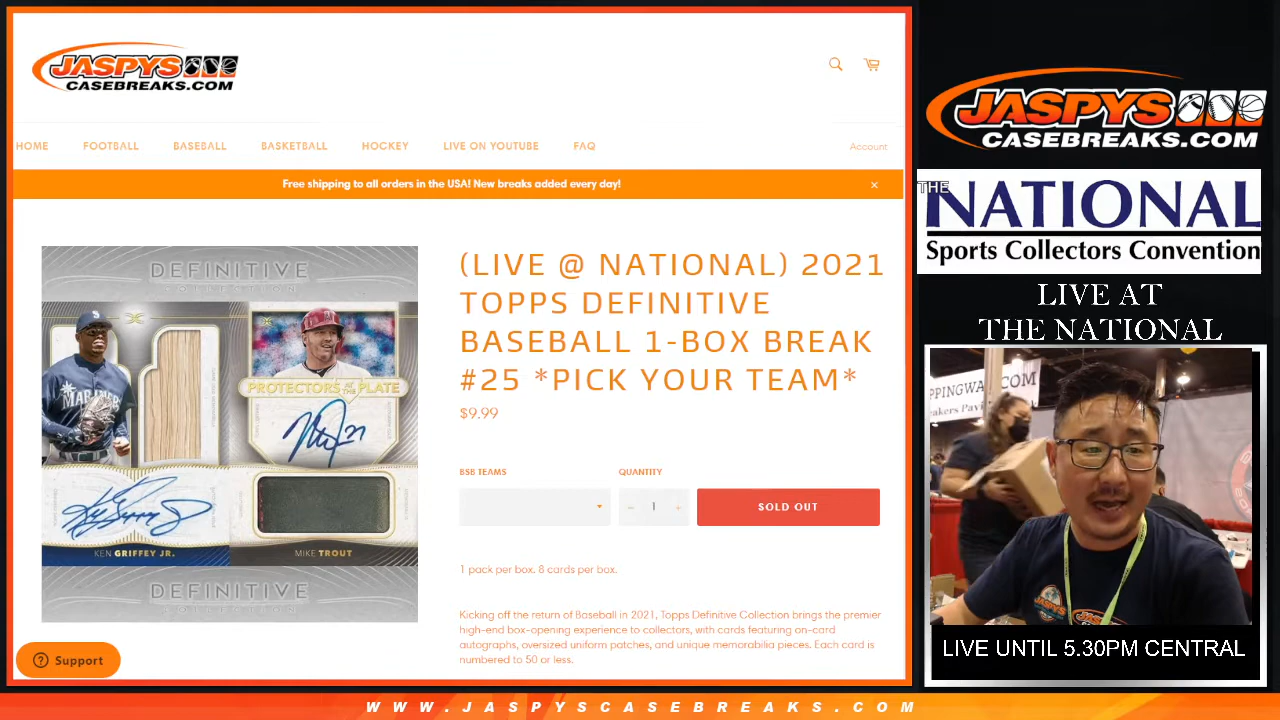 JASPYS
CASEBREAKS.COM
HOME FOOTBALL BASEBALL BASKETBALL HOCKEY LIVE ON YOUTUBE FAQ Account
Free shipping to all orders in the USA! New breaks added every day! ×
DEFINITIVE
PROTECTORS OF THE PLATE
KEN GRIFFEY JR.
MIKE TROUT
DEFINITIVE
MARINERS
(LIVE @ NATIONAL) 2021
TOPPS DEFINITIVE
BASEBALL 1-BOX BREAK
#25 *PICK YOUR TEAM*
$9.99
BSB TEAMS QUANTITY
− 1 + SOLD OUT
1 pack per box. 8 cards per box.
Kicking off the return of Baseball in 2021, Topps Definitive Collection brings the premier
high-end box-opening experience to collectors, with cards featuring on-card
autographs, oversized uniform patches, and unique memorabilia pieces. Each card is
numbered to 50 or less.
Support
JASPYS
CASEBREAKS.COM
THE
NATIONAL
Sports Collectors Convention
LIVE AT
THE NATIONAL
LIVE UNTIL 5.30PM CENTRAL
WWW.JASPYSCASEBREAKS.COM